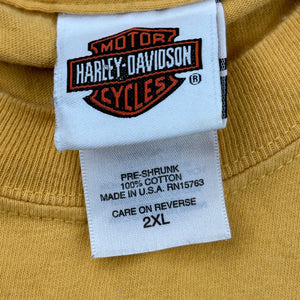 MOTOR
HARLEY-DAVIDSON
CYCLES ®
PRE-SHRUNK
100% COTTON
MADE IN U.S.A. RN15763
CARE ON REVERSE
2XL